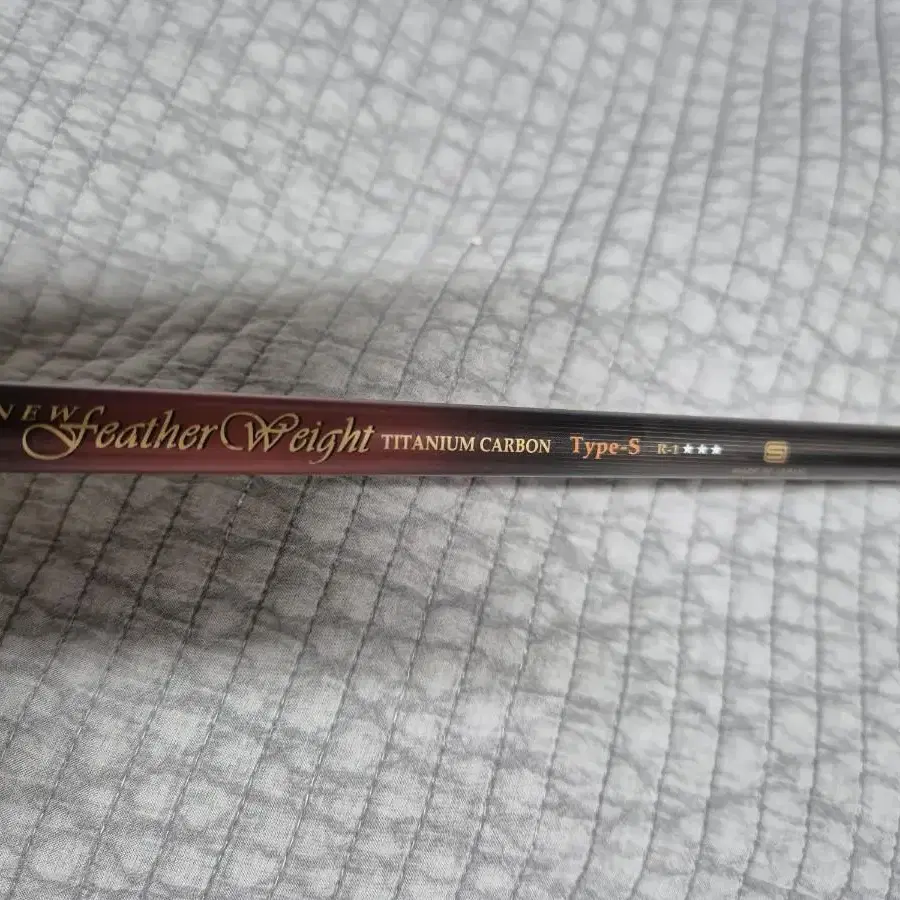 NEW
Feather Weight TITANIUM CARBON Type-S R-1★★★